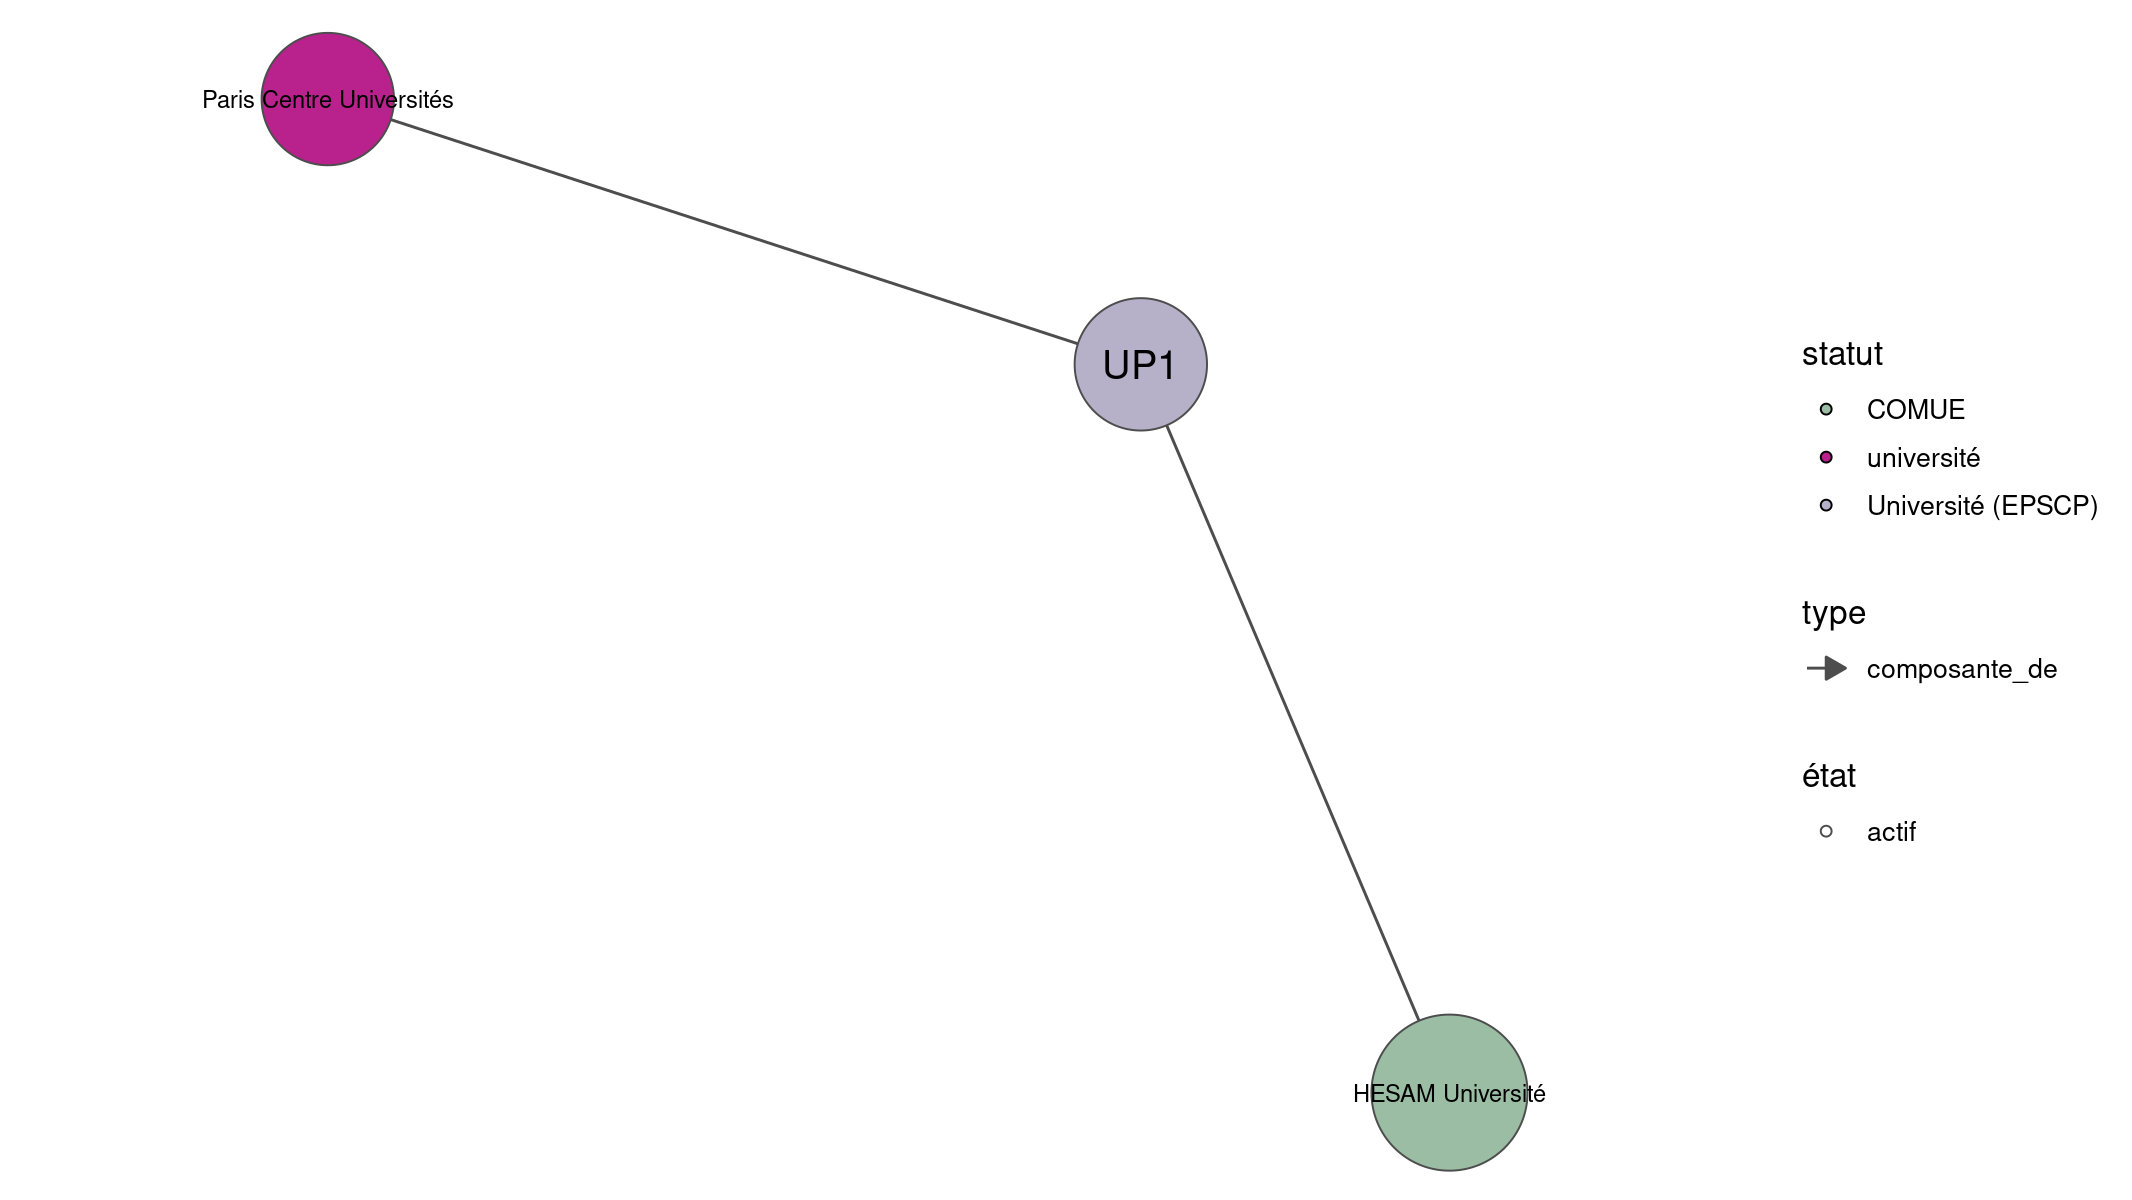 Paris Centre Universités
UP1
HESAM Université
statut
COMUE
université
Université (EPSCP)
type
composante_de
état
actif